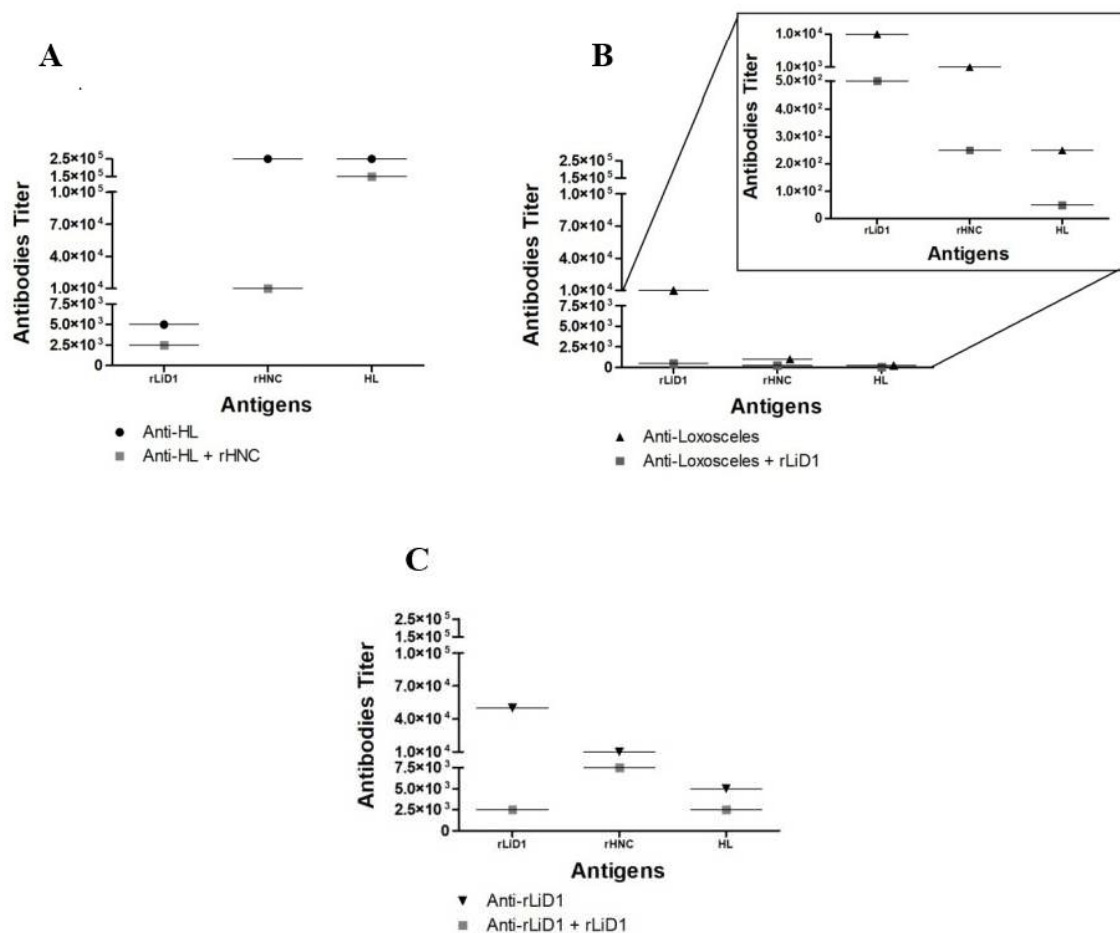 A
Antibodies Titer
2.5×10⁵
1.5×10⁵
1.0×10⁵
7.0×10⁴
4.0×10⁴
1.0×10⁴
7.5×10³
5.0×10³
2.5×10³
0
rLiD1 rHNC HL
Antigens
Anti-HL
Anti-HL + rHNC
B
Antibodies Titer
2.5×10⁵
1.5×10⁵
1.0×10⁵
7.0×10⁴
4.0×10⁴
1.0×10⁴
7.5×10³
5.0×10³
2.5×10³
0
rLiD1 rHNC HL
Antigens
Anti-Loxosceles
Anti-Loxosceles + rLiD1
Antibodies Titer
1.0×10⁴
1.0×10³
5.0×10²
4.0×10²
3.0×10²
2.0×10²
1.0×10²
0
rLiD1 rHNC HL
Antigens
C
Antibodies Titer
2.5×10⁵
1.5×10⁵
1.0×10⁵
7.0×10⁴
4.0×10⁴
1.0×10⁴
7.5×10³
5.0×10³
2.5×10³
0
rLiD1 rHNC HL
Antigens
Anti-rLiD1
Anti-rLiD1 + rLiD1